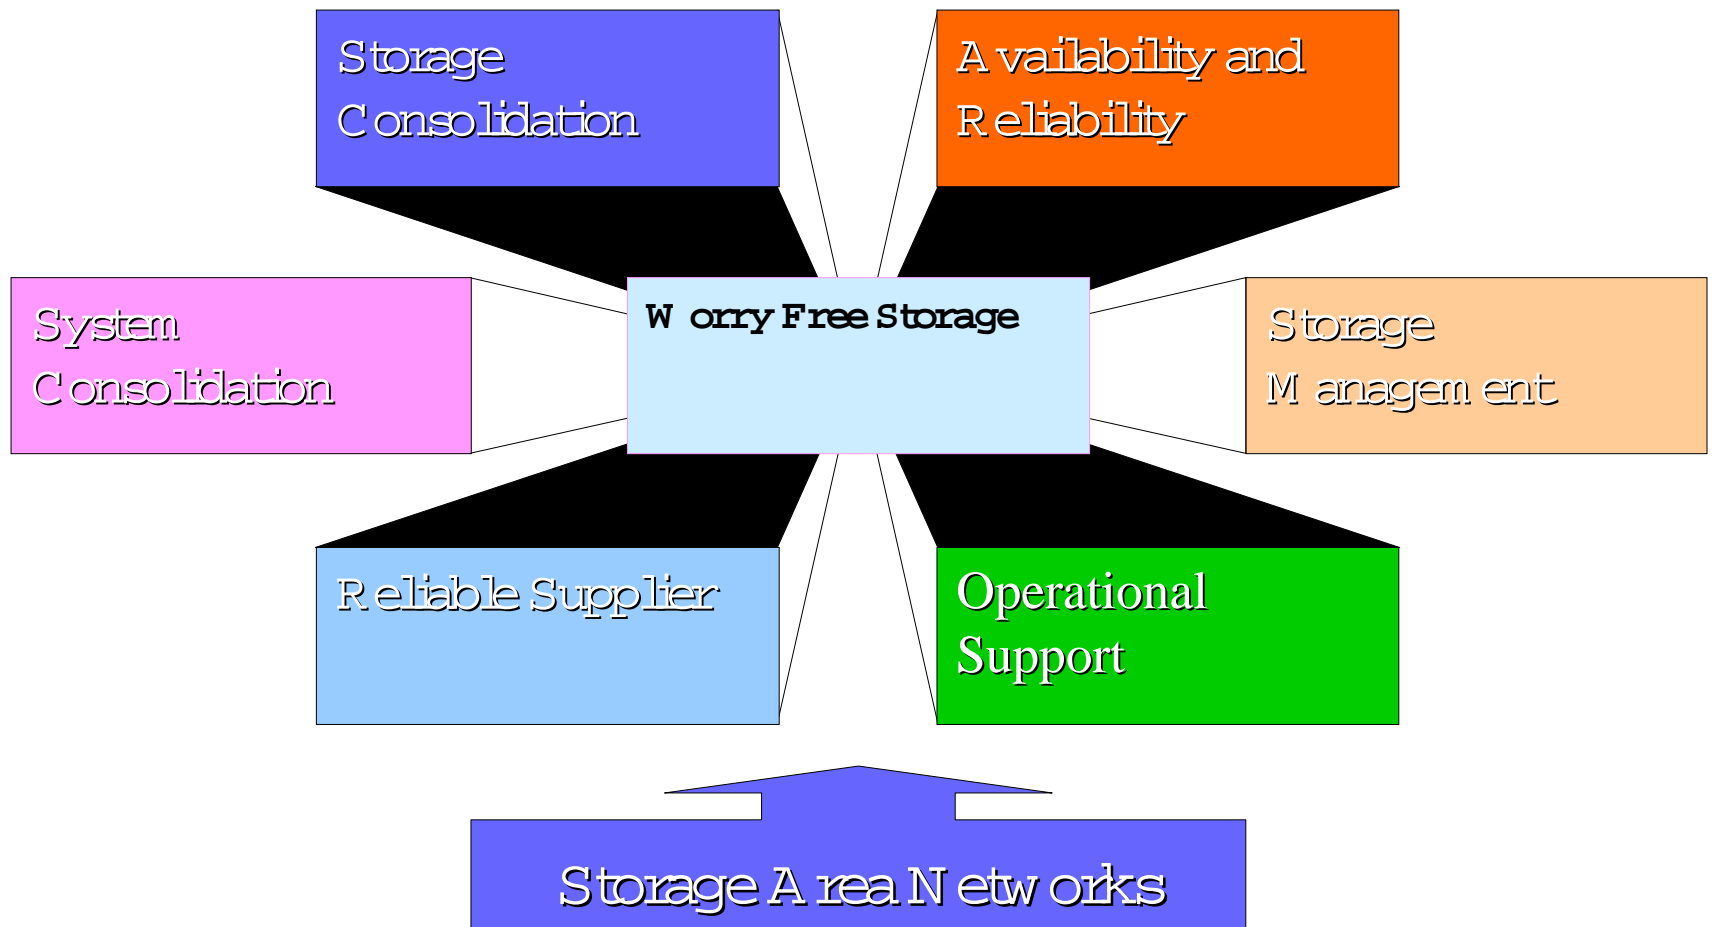 Storage
Consolidation
Availability and
Reliability
System
Consolidation
Worry Free Storage
Storage
Management
Reliable Supplier
Operational
Support
Storage Area Networks